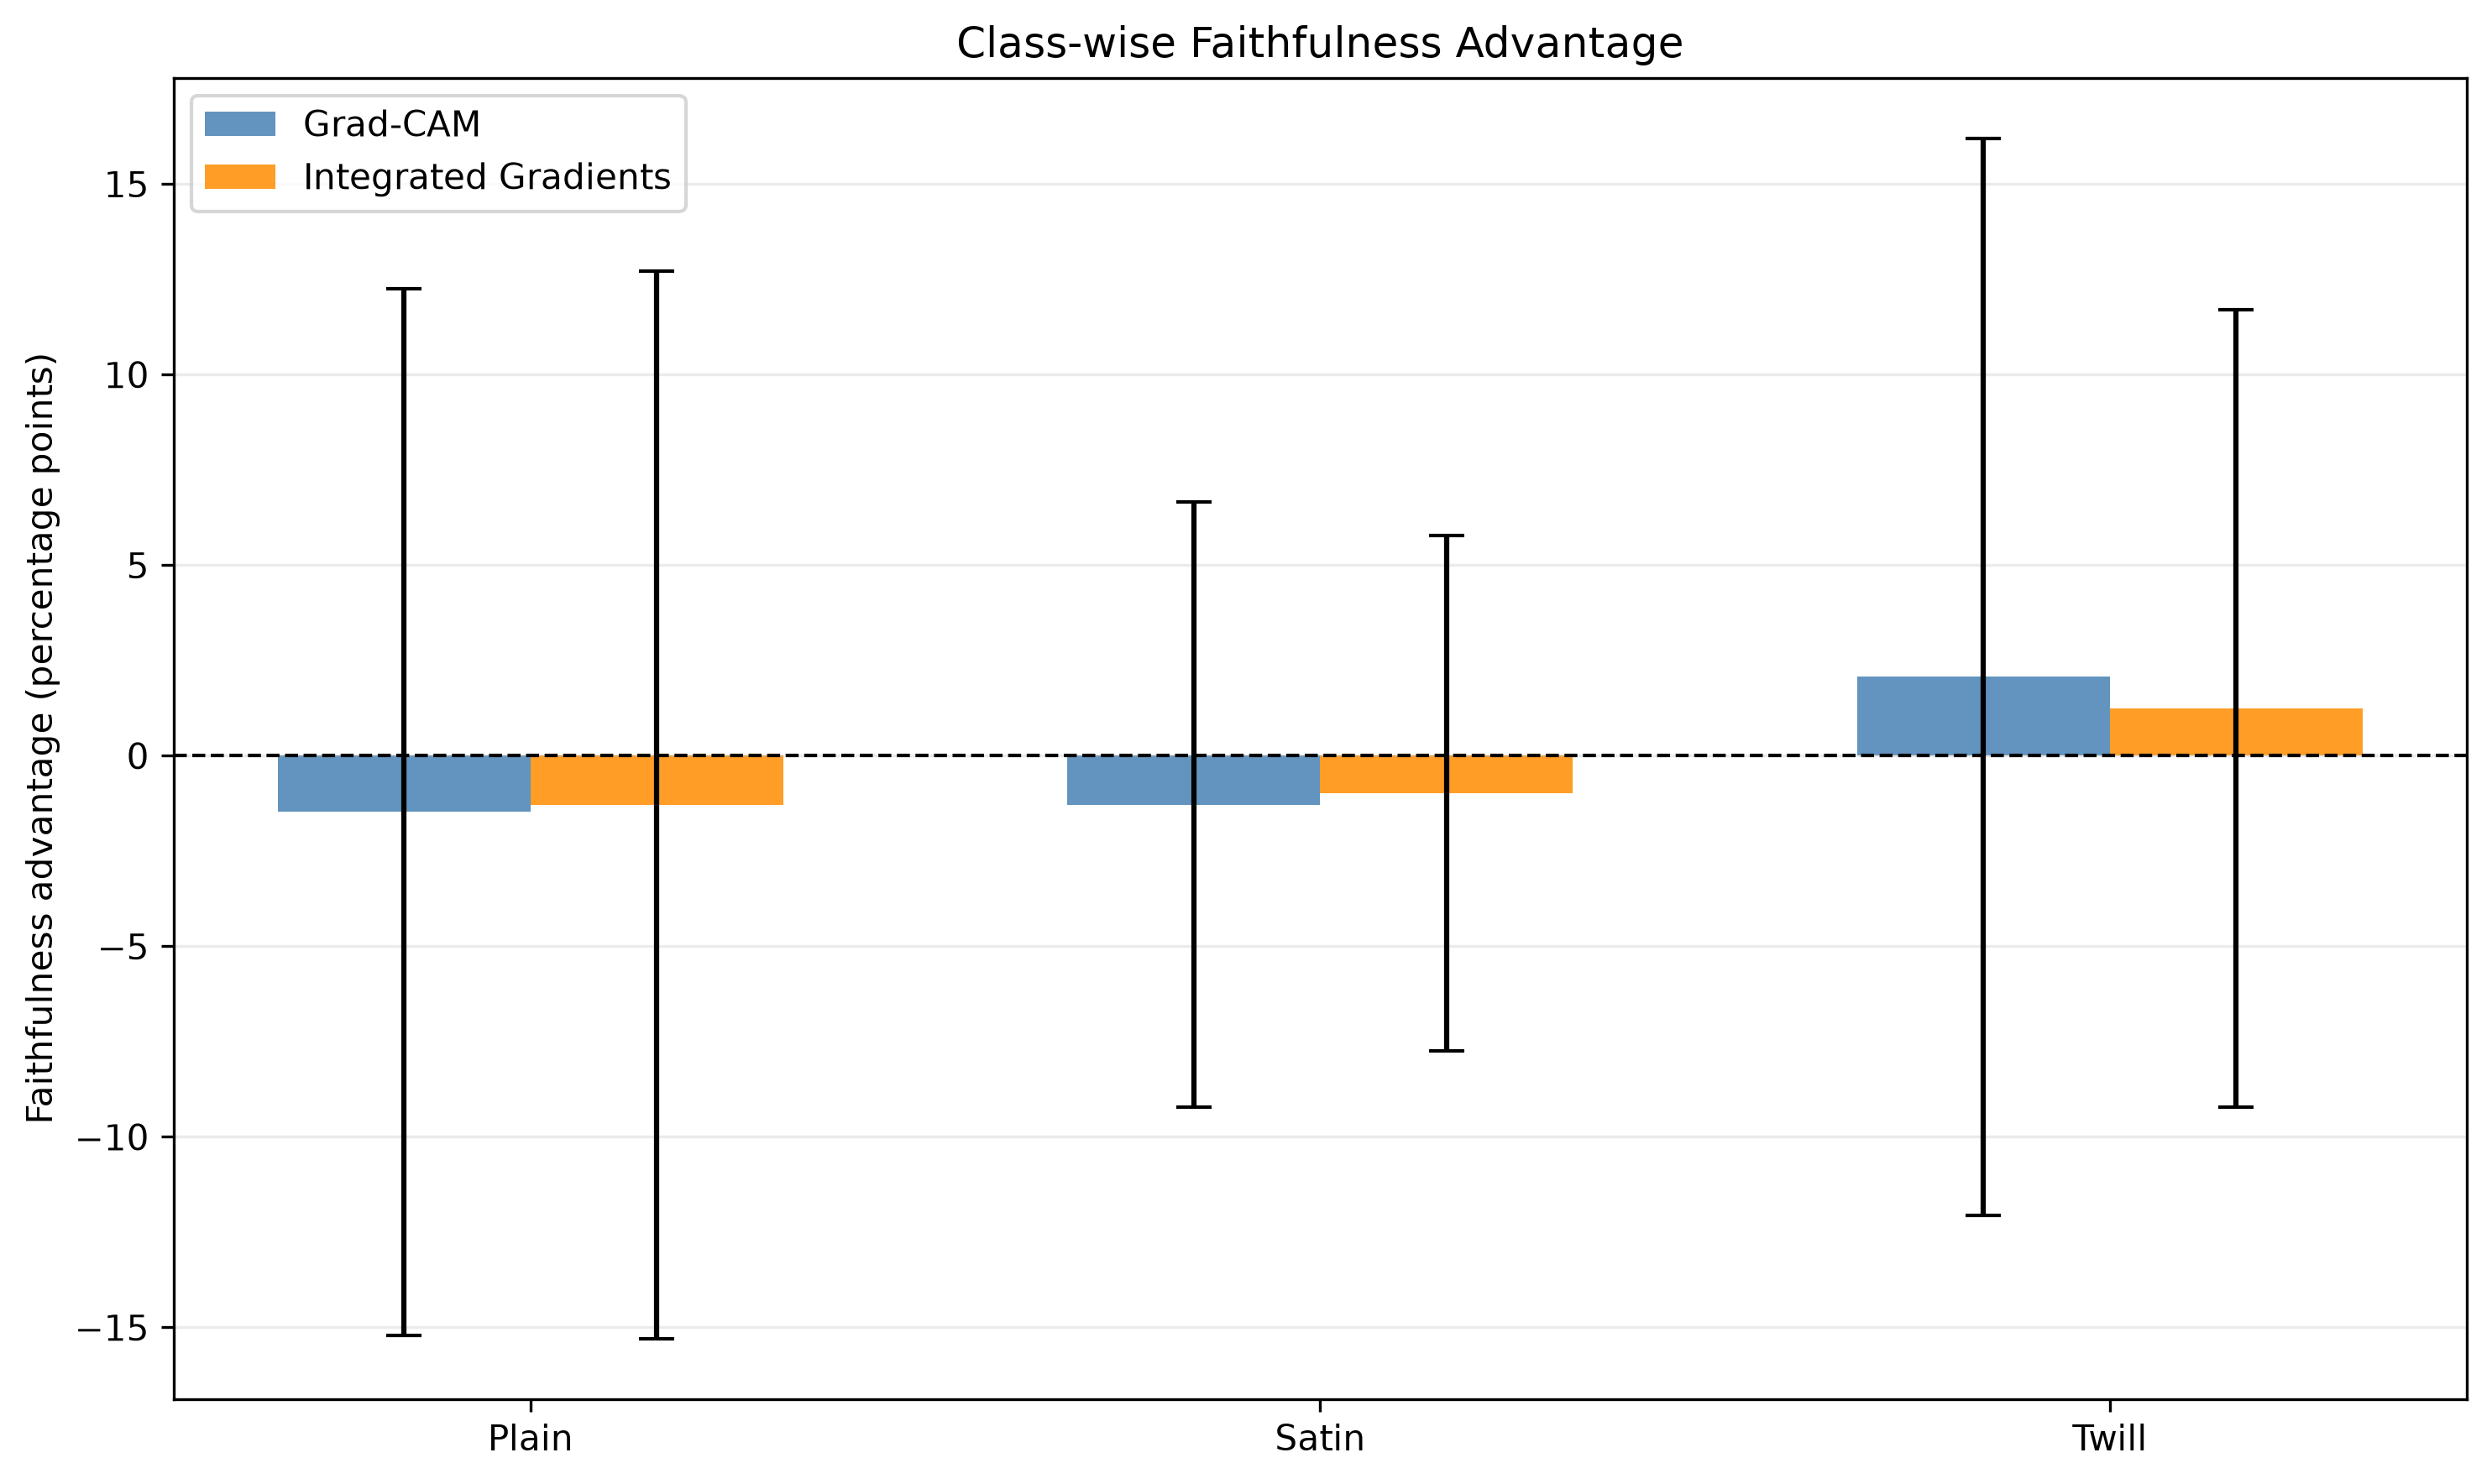 Class-wise Faithfulness Advantage
Grad-CAM
Integrated Gradients
Faithfulness advantage (percentage points)
15
10
5
0
−5
−10
−15
Plain
Satin
Twill